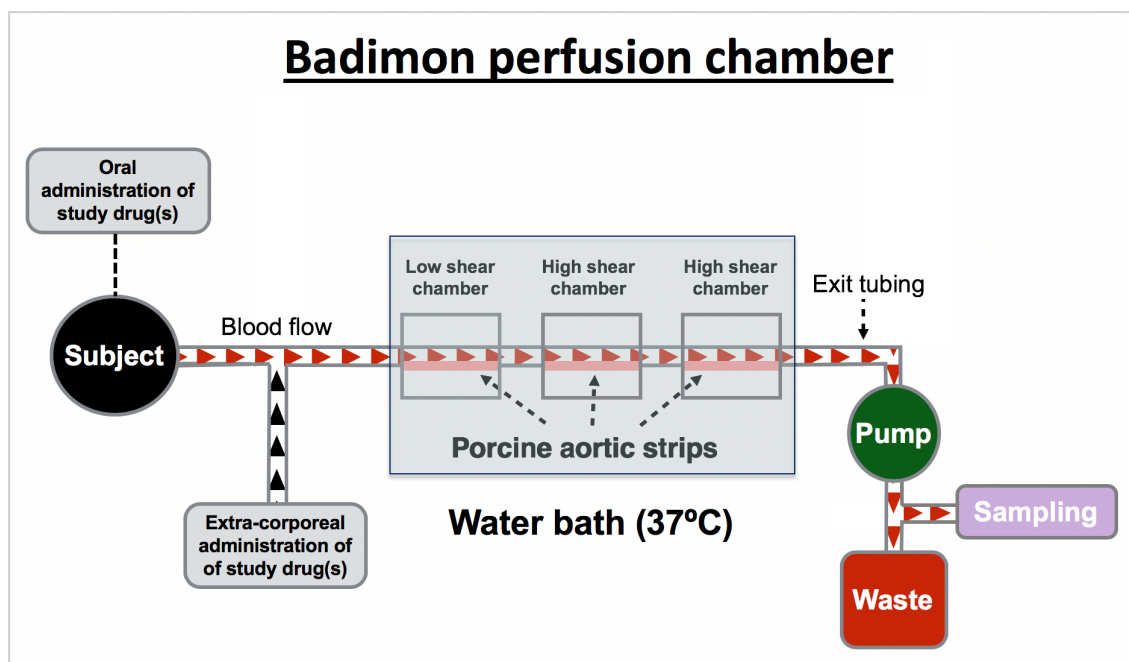 Badimon perfusion chamber
Oral
administration of
study drug(s)
Low shear
chamber
High shear
chamber
High shear
chamber
Exit tubing
Blood flow
Subject
Porcine aortic strips
Pump
Extra-corporeal
administration of
of study drug(s)
Water bath (37ºC)
Sampling
Waste